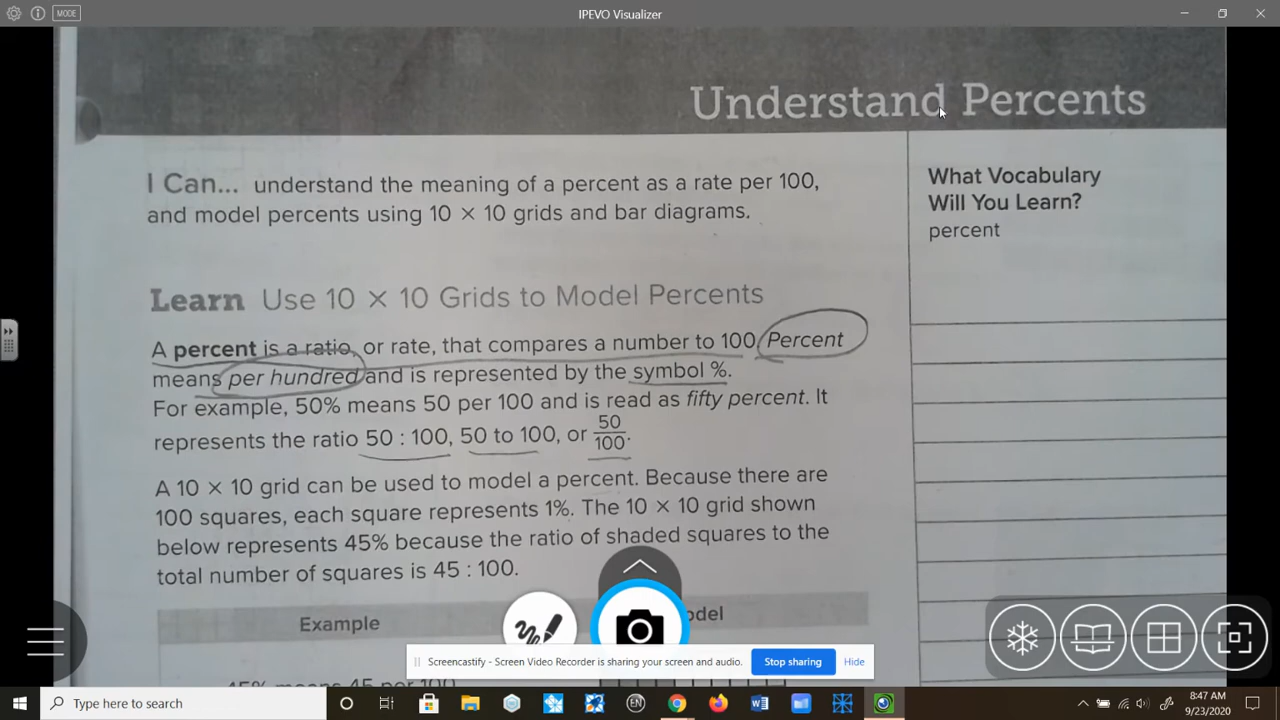 MODE
IPEVO Visualizer
Understand Percents
I Can... understand the meaning of a percent as a rate per 100,
and model percents using 10 × 10 grids and bar diagrams.
What Vocabulary
Will You Learn?
percent
Learn Use 10 × 10 Grids to Model Percents
A percent is a ratio, or rate, that compares a number to 100. Percent
means per hundred and is represented by the symbol %.
For example, 50% means 50 per 100 and is read as fifty percent. It
represents the ratio 50 : 100, 50 to 100, or 50/100.
A 10 × 10 grid can be used to model a percent. Because there are
100 squares, each square represents 1%. The 10 × 10 grid shown
below represents 45% because the ratio of shaded squares to the
total number of squares is 45 : 100.
Example
odel
Screencastify - Screen Video Recorder is sharing your screen and audio.
Stop sharing
Hide
45% means 45 per 100
Type here to search
EN
8:47 AM
9/23/2020